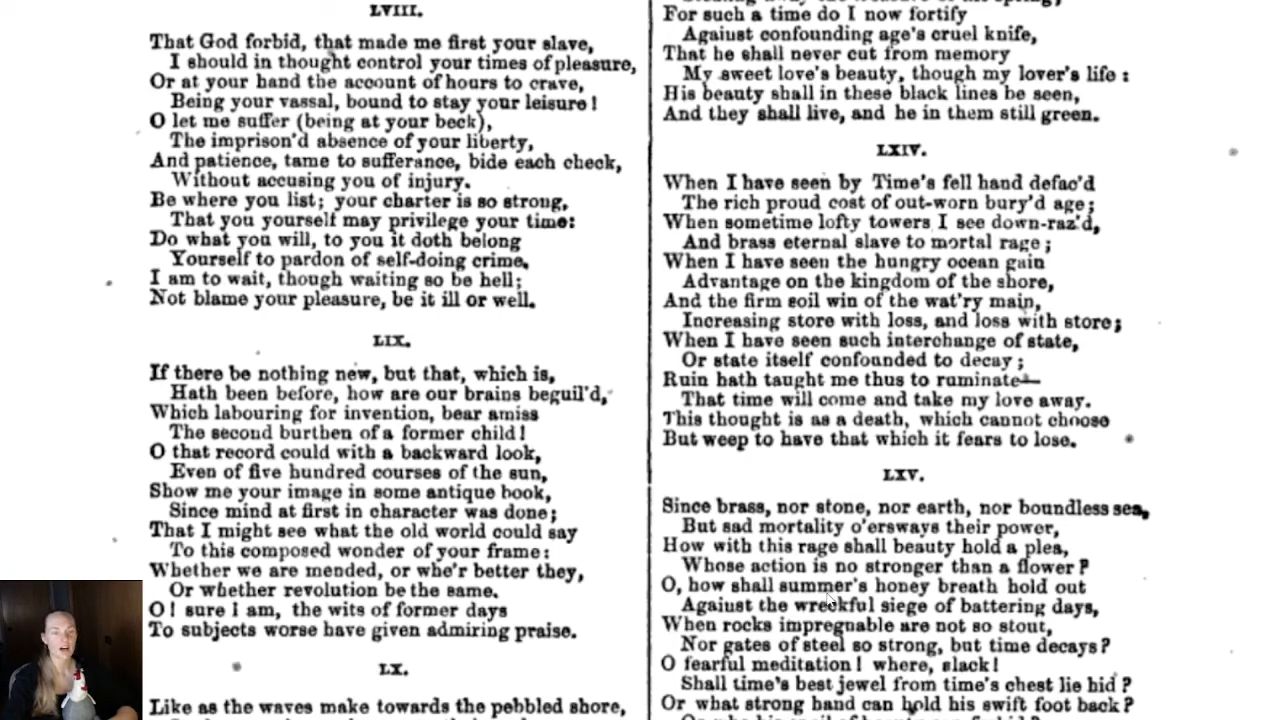 LVIII.
That God forbid, that made me first your slave,
I should in thought control your times of pleasure,
Or at your hand the account of hours to crave,
Being your vassal, bound to stay your leisure!
O let me suffer (being at your beck),
The imprison'd absence of your liberty,
And patience, tame to sufferance, bide each check,
Without accusing you of injury.
Be where you list; your charter is so strong,
That you yourself may privilege your time:
Do what you will, to you it doth belong
Yourself to pardon of self-doing crime.
I am to wait, though waiting so be hell;
Not blame your pleasure, be it ill or well.
LIX.
If there be nothing new, but that, which is,
Hath been before, how are our brains beguil'd,
Which labouring for invention, bear amiss
The second burthen of a former child!
O that record could with a backward look,
Even of five hundred courses of the sun,
Show me your image in some antique book,
Since mind at first in character was done;
That I might see what the old world could say
To this composed wonder of your frame:
Whether we are mended, or whe'r better they,
Or whether revolution be the same.
O! sure I am, the wits of former days
To subjects worse have given admiring praise.
LX.
Like as the waves make towards the pebbled shore,
For such a time do I now fortify
Against confounding age's cruel knife,
That he shall never cut from memory
My sweet love's beauty, though my lover's life:
His beauty shall in these black lines be seen,
And they shall live, and he in them still green.
LXIV.
When I have seen by Time's fell hand defac'd
The rich proud cost of out-worn bury'd age;
When sometime lofty towers I see down-raz'd,
And brass eternal slave to mortal rage;
When I have seen the hungry ocean gain
Advantage on the kingdom of the shore,
And the firm soil win of the wat'ry main,
Increasing store with loss, and loss with store;
When I have seen such interchange of state,
Or state itself confounded to decay;
Ruin hath taught me thus to ruminate—
That time will come and take my love away.
This thought is as a death, which cannot choose
But weep to have that which it fears to lose.
LXV.
Since brass, nor stone, nor earth, nor boundless sea,
But sad mortality o'ersways their power,
How with this rage shall beauty hold a plea,
Whose action is no stronger than a flower?
O, how shall summer's honey breath hold out
Against the wreckful siege of battering days,
When rocks impregnable are not so stout,
Nor gates of steel so strong, but time decays?
O fearful meditation! where, alack!
Shall time's best jewel from time's chest lie hid?
Or what strong hand can hold his swift foot back?